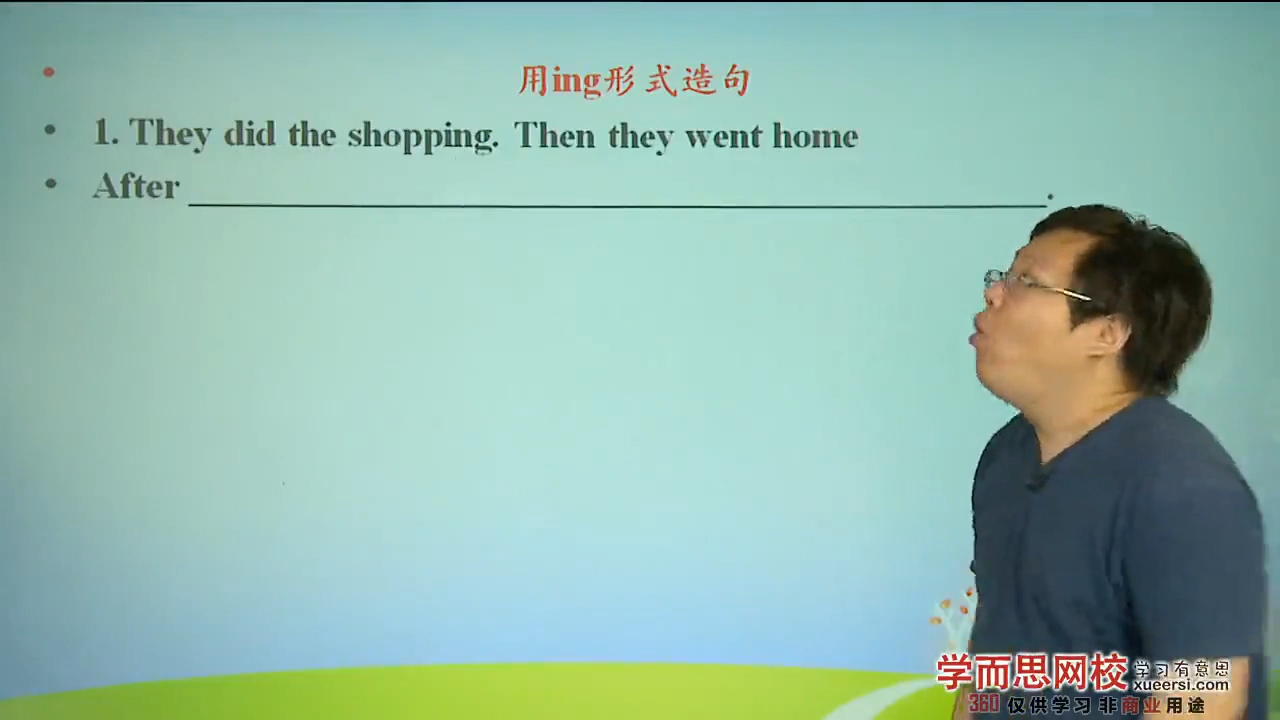 用ing形式造句
1. They did the shopping. Then they went home
After ______________________________.
学而思网校 学习有意思
xueersi.com
360 仅供学习 非商业用途